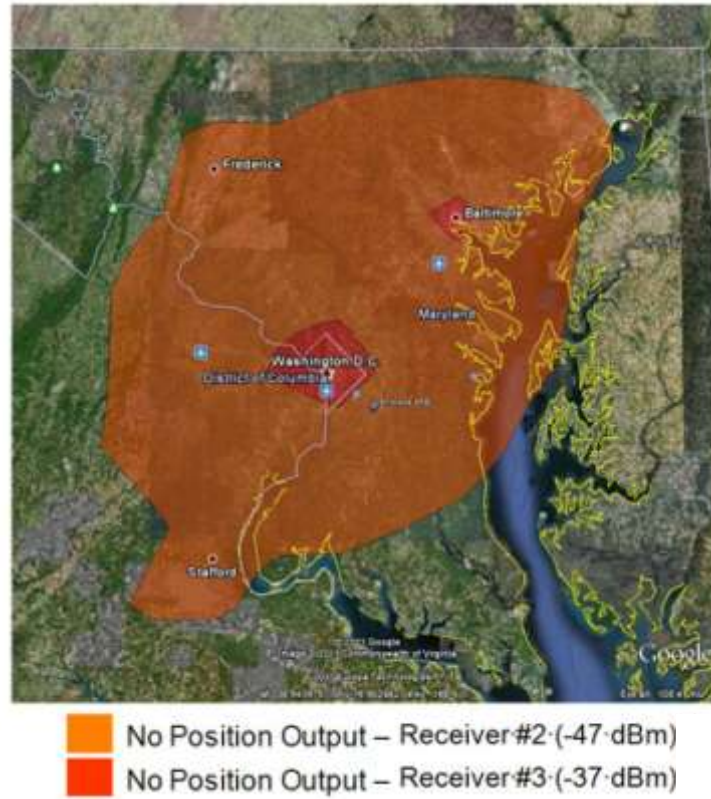 Frederick
Baltimore
Maryland
Washington D.C.
District of Columbia
Stafford
Google
No Position Output – Receiver·#2·(-47·dBm)
No Position Output – Receiver·#3·(-37·dBm)